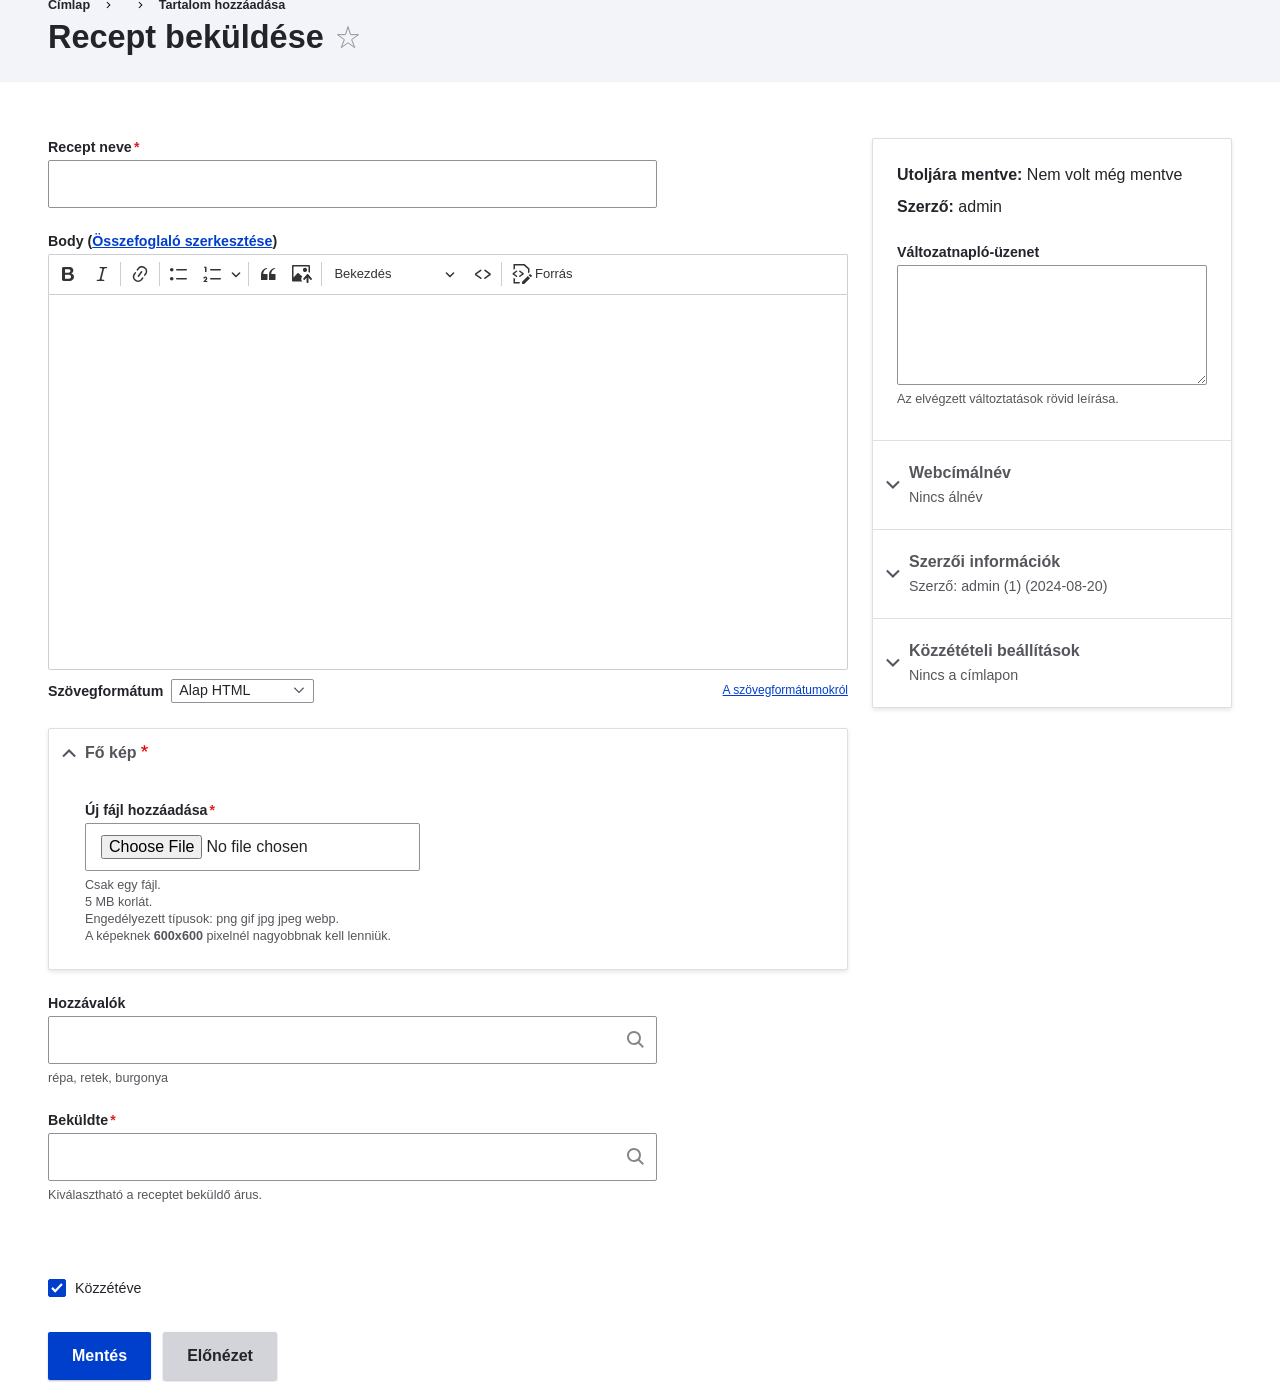 Címlap > > Tartalom hozzáadása
Recept beküldése
Recept neve*
Body (Összefoglaló szerkesztése)
Bekezdés
Forrás
Szövegformátum Alap HTML
A szövegformátumokról
Fő kép *
Új fájl hozzáadása*
Choose File No file chosen
Csak egy fájl.
5 MB korlát.
Engedélyezett típusok: png gif jpg jpeg webp.
A képeknek 600x600 pixelnél nagyobbnak kell lenniük.
Hozzávalók
répa, retek, burgonya
Beküldte*
Kiválasztható a receptet beküldő árus.
Közzétéve
Mentés
Előnézet
Utoljára mentve: Nem volt még mentve
Szerző: admin
Változatnapló-üzenet
Az elvégzett változtatások rövid leírása.
Webcímálnév
Nincs álnév
Szerzői információk
Szerző: admin (1) (2024-08-20)
Közzétételi beállítások
Nincs a címlapon